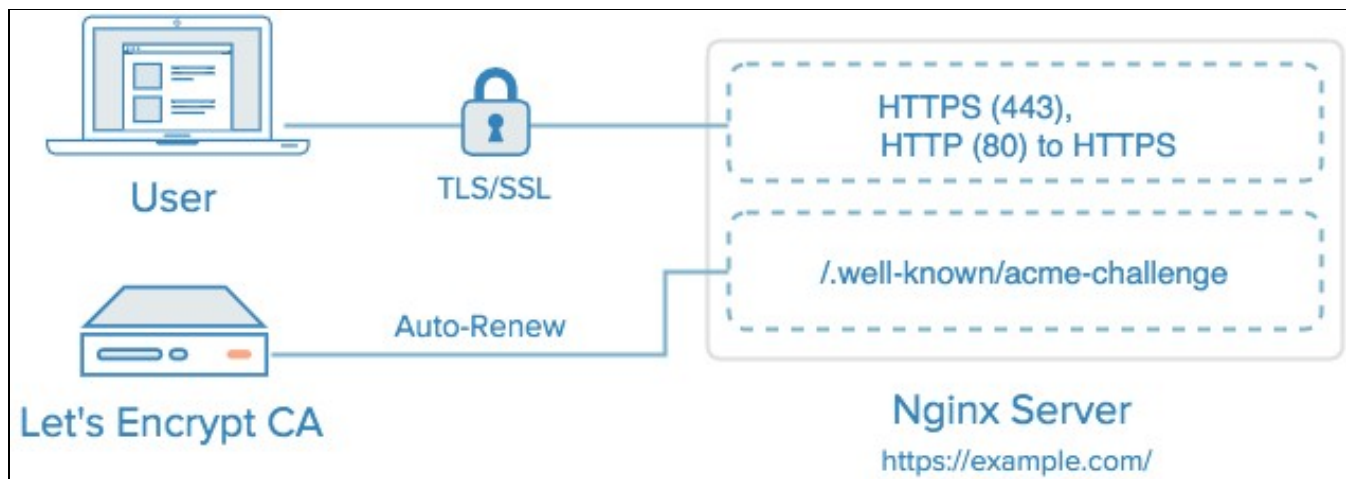 HTTPS (443),
HTTP (80) to HTTPS
User
TLS/SSL
/.well-known/acme-challenge
Auto-Renew
Let's Encrypt CA
Nginx Server
https://example.com/